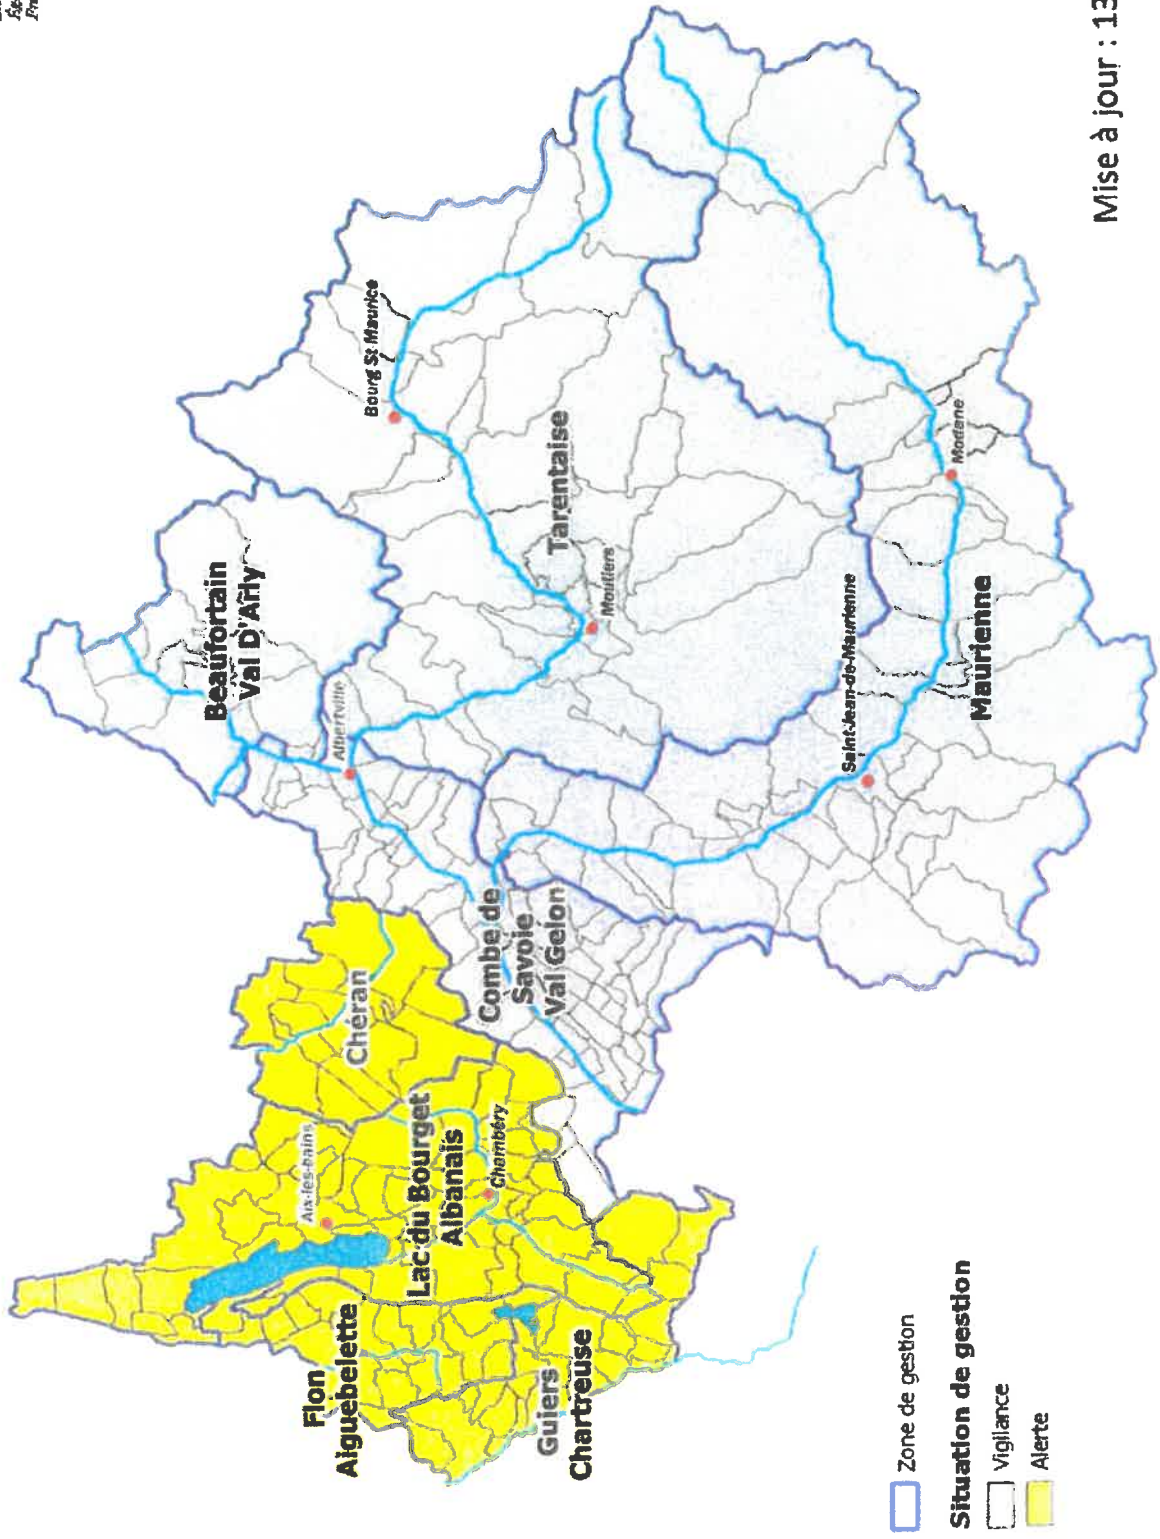 Beaufortain
Val D'Arly
Albertville
Bourg St Maurice
Tarentaise
Moutiers
Saint-Jean-de-Maurienne
Maurienne
Modane
Chéran
Combe de
Savoie
Val Gelon
Aix-les-bains
Lac du Bourget
Albanais
Chambéry
Flon
Aiguebelette
Guiers
Chartreuse
Zone de gestion
Situation de gestion
Vigilance
Alerte
Mise à jour : 13